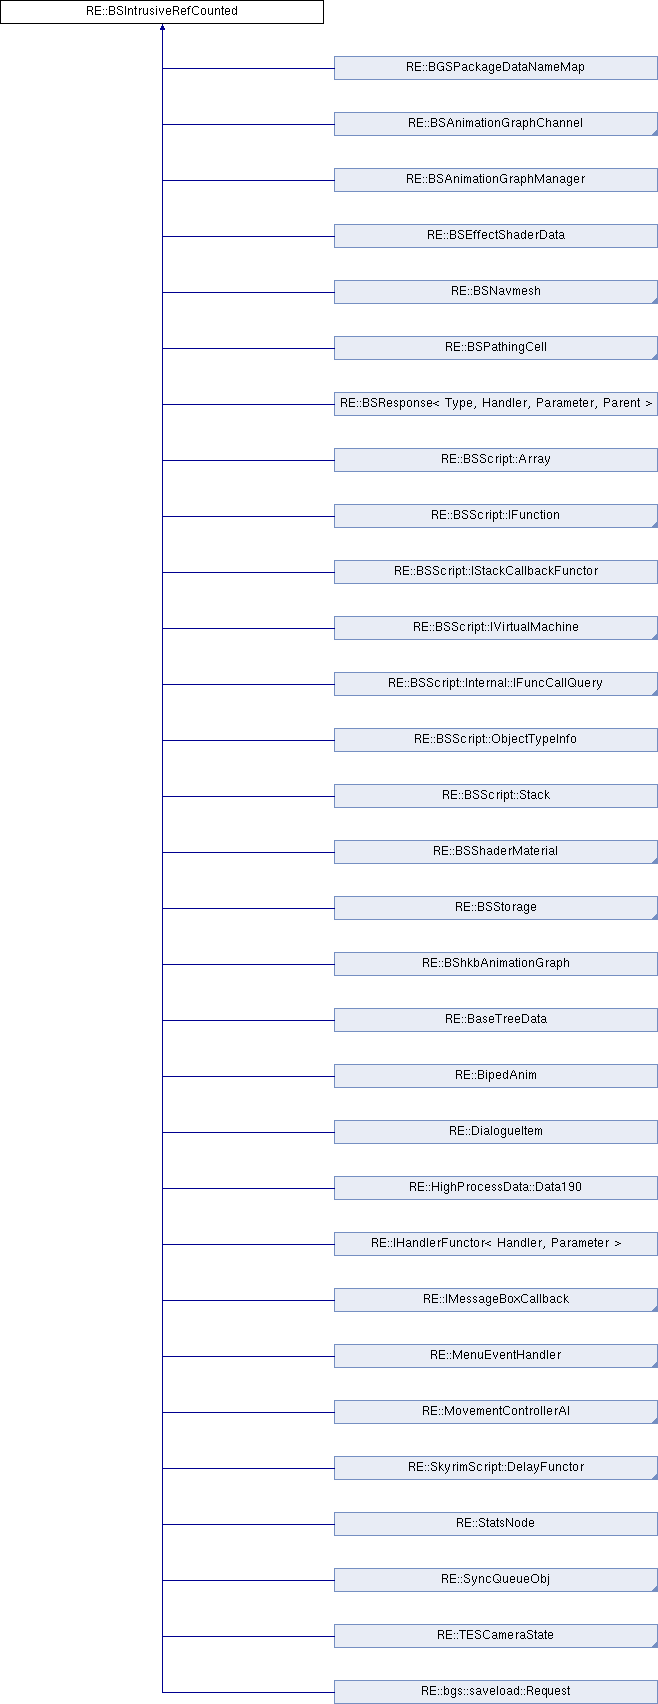 RE::BSIntrusiveRefCounted
RE::BGSPackageDataNameMap
RE::BSAnimationGraphChannel
RE::BSAnimationGraphManager
RE::BSEffectShaderData
RE::BSNavmesh
RE::BSPathingCell
RE::BSResponse< Type, Handler, Parameter, Parent >
RE::BSScript::Array
RE::BSScript::IFunction
RE::BSScript::IStackCallbackFunctor
RE::BSScript::IVirtualMachine
RE::BSScript::Internal::IFuncCallQuery
RE::BSScript::ObjectTypeInfo
RE::BSScript::Stack
RE::BSShaderMaterial
RE::BSStorage
RE::BShkbAnimationGraph
RE::BaseTreeData
RE::BipedAnim
RE::DialogueItem
RE::HighProcessData::Data190
RE::IHandlerFunctor< Handler, Parameter >
RE::IMessageBoxCallback
RE::MenuEventHandler
RE::MovementControllerAI
RE::SkyrimScript::DelayFunctor
RE::StatsNode
RE::SyncQueueObj
RE::TESCameraState
RE::bgs::saveload::Request